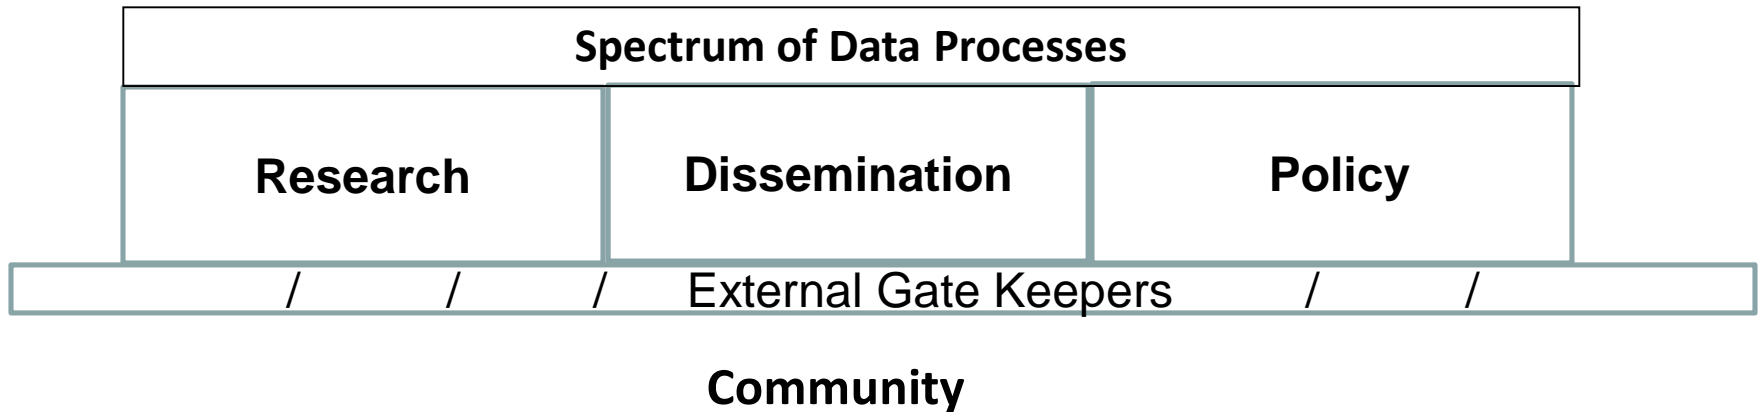 Spectrum of Data Processes
Research Dissemination Policy
/ / / External Gate Keepers / /
Community